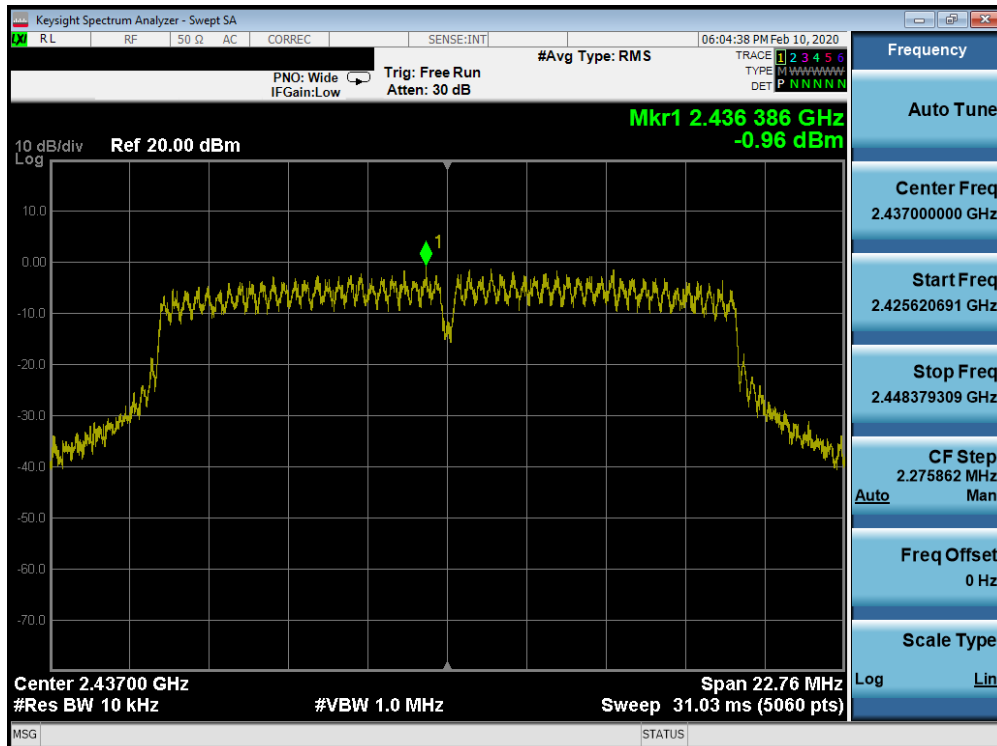 Keysight Spectrum Analyzer - Swept SA
LXI RL RF 50 Ω AC CORREC SENSE:INT 06:04:38 PM Feb 10, 2020
#Avg Type: RMS TRACE 1 2 3 4 5 6
PNO: Wide Trig: Free Run TYPE M WWWWW
IFGain:Low Atten: 30 dB DET P N N N N N
Mkr1 2.436 386 GHz
-0.96 dBm
10 dB/div Ref 20.00 dBm
Log
1
10.0
0.00
-10.0
-20.0
-30.0
-40.0
-50.0
-60.0
-70.0
Center 2.43700 GHz Span 22.76 MHz
#Res BW 10 kHz #VBW 1.0 MHz Sweep 31.03 ms (5060 pts)
MSG STATUS
Frequency
Auto Tune
Center Freq
2.437000000 GHz
Start Freq
2.425620691 GHz
Stop Freq
2.448379309 GHz
CF Step
2.275862 MHz
Auto Man
Freq Offset
0 Hz
Scale Type
Log Lin